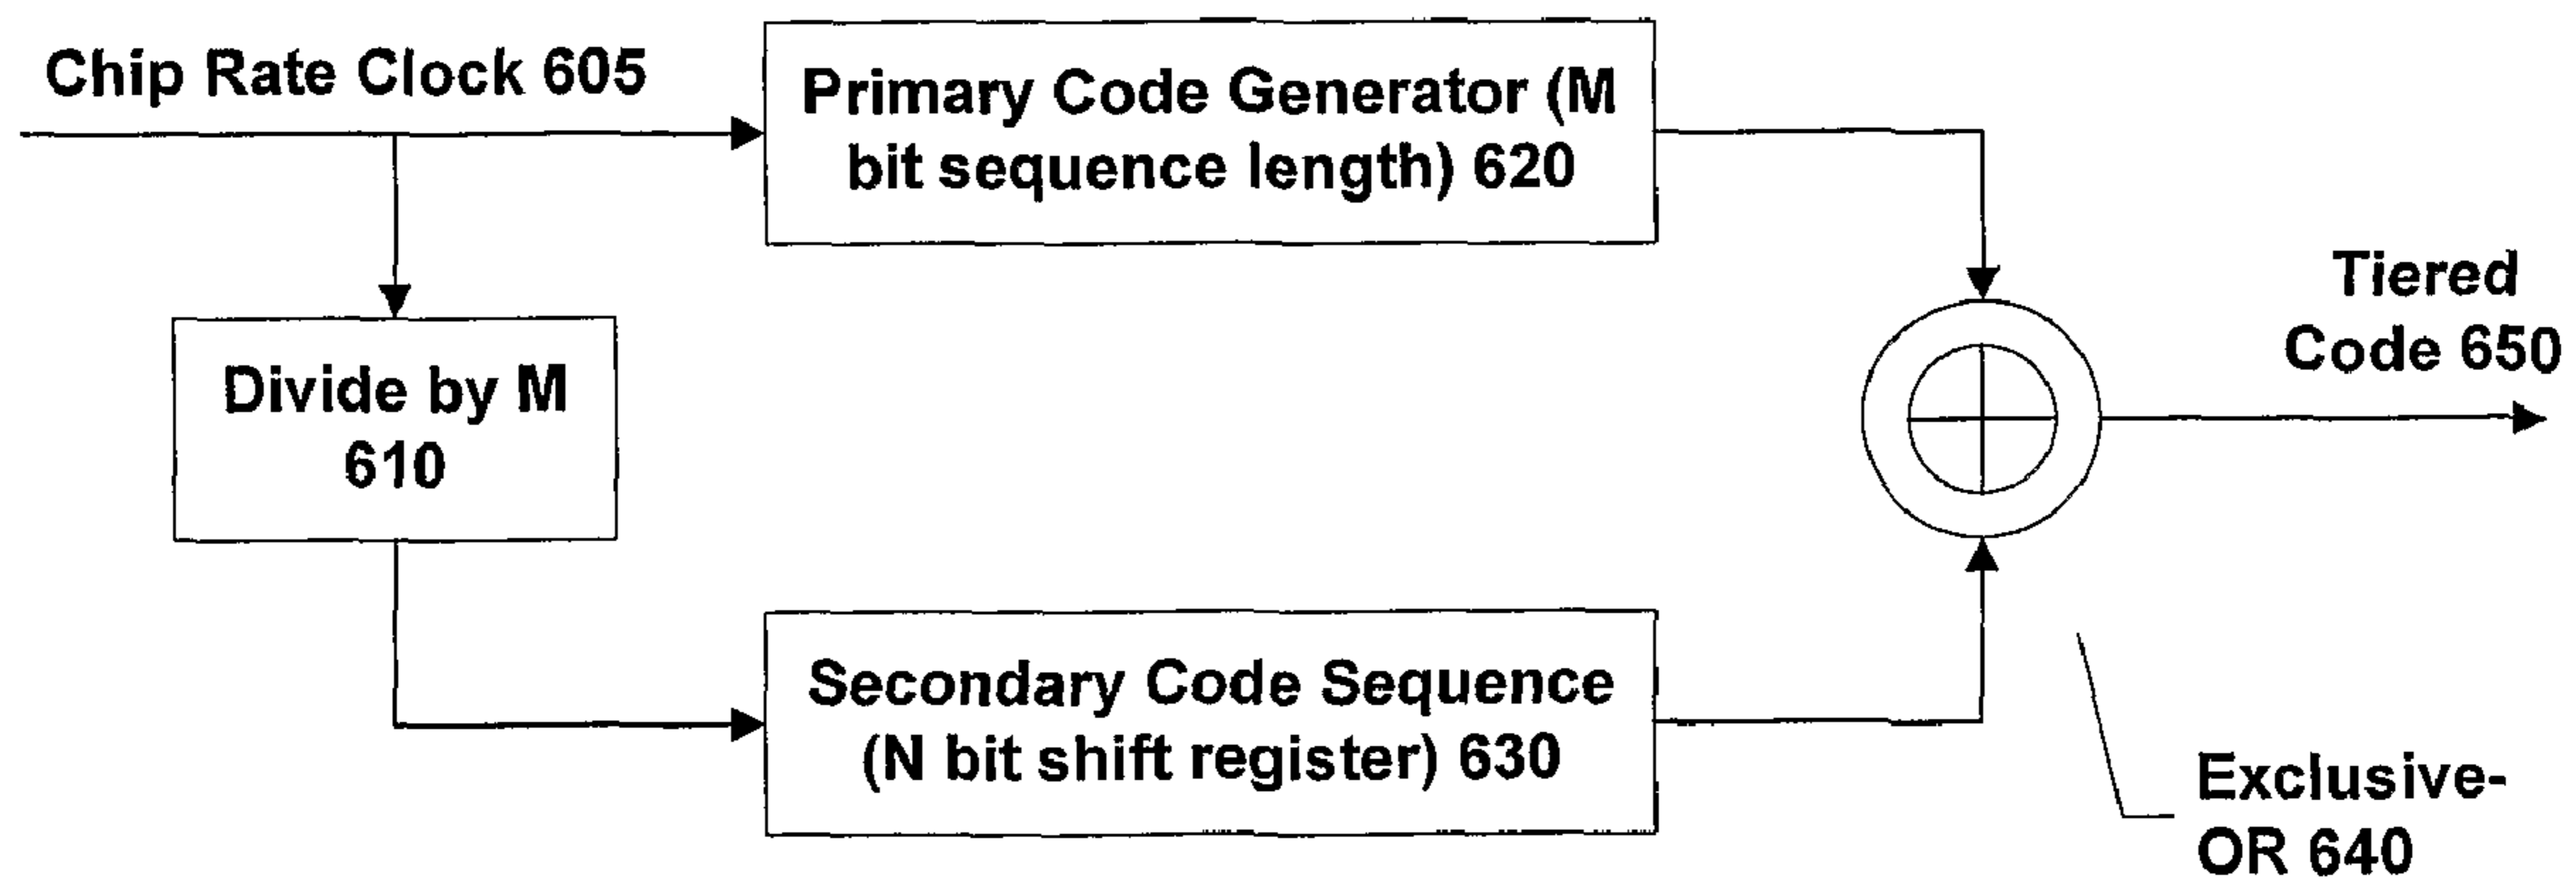 Chip Rate Clock 605
Primary Code Generator (M
bit sequence length) 620
Divide by M
610
Tiered
Code 650
Secondary Code Sequence
(N bit shift register) 630
Exclusive-
OR 640